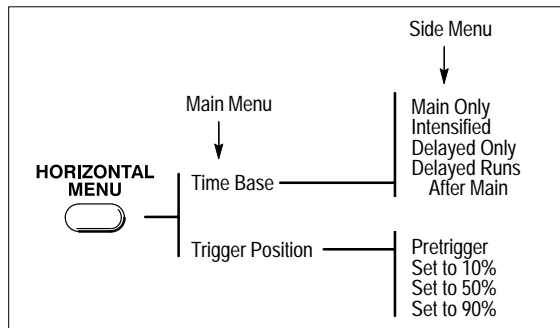 Side Menu
Main Menu
Main Only
Intensified
Delayed Only
Delayed Runs
After Main
HORIZONTAL
MENU
Time Base
Trigger Position
Pretrigger
Set to 10%
Set to 50%
Set to 90%